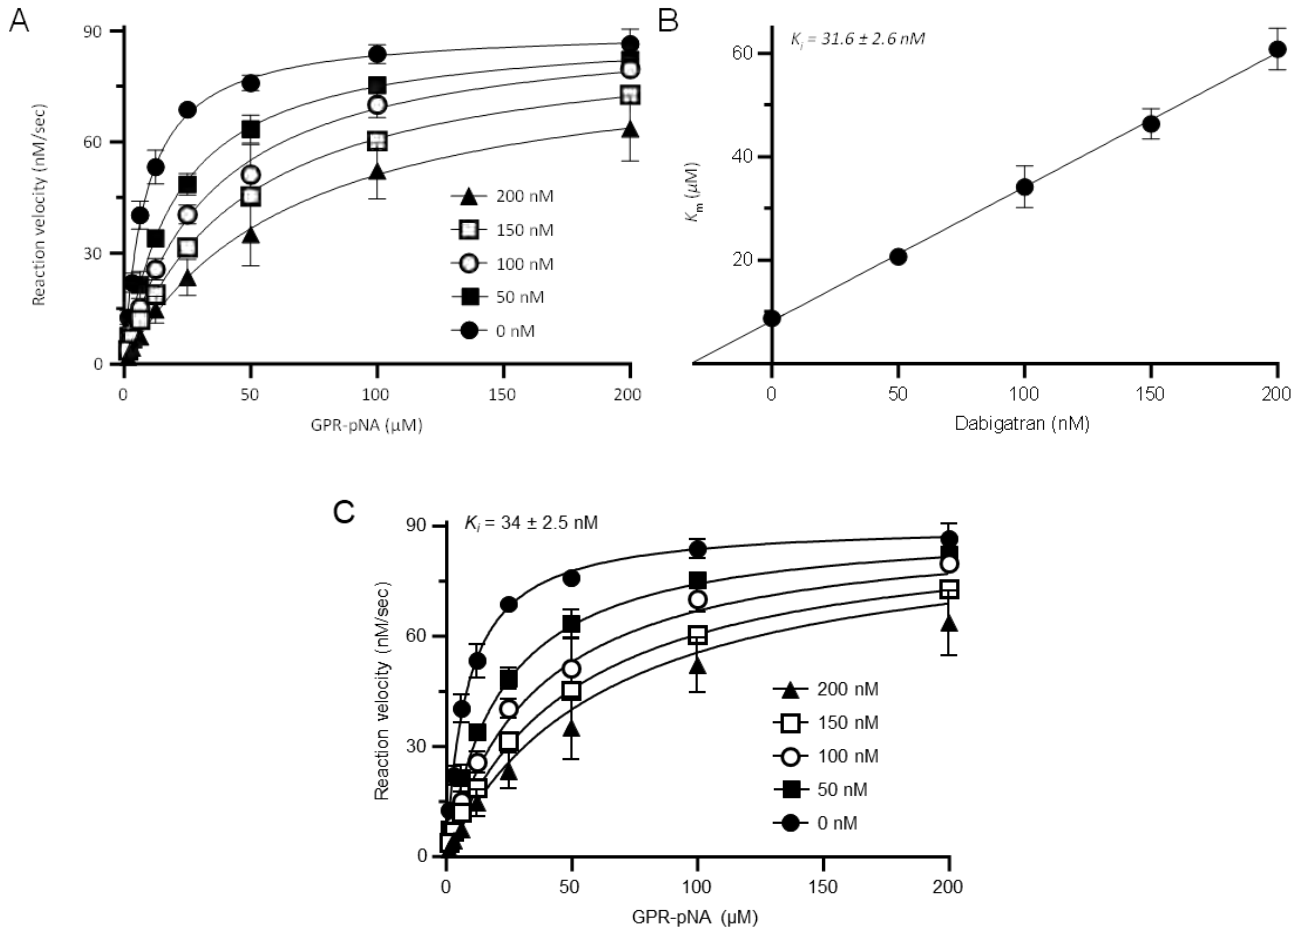 A
90
60
30
0
Reaction velocity (nM/sec)
200 nM
150 nM
100 nM
50 nM
0 nM
0
50
100
150
200
GPR-pNA (μM)
B
Ki = 31.6 ± 2.6 nM
60
40
20
Km (μM)
0
50
100
150
200
Dabigatran (nM)
C
Ki = 34 ± 2.5 nM
90
60
30
0
Reaction velocity (nM/sec)
200 nM
150 nM
100 nM
50 nM
0 nM
0
50
100
150
200
GPR-pNA (μM)